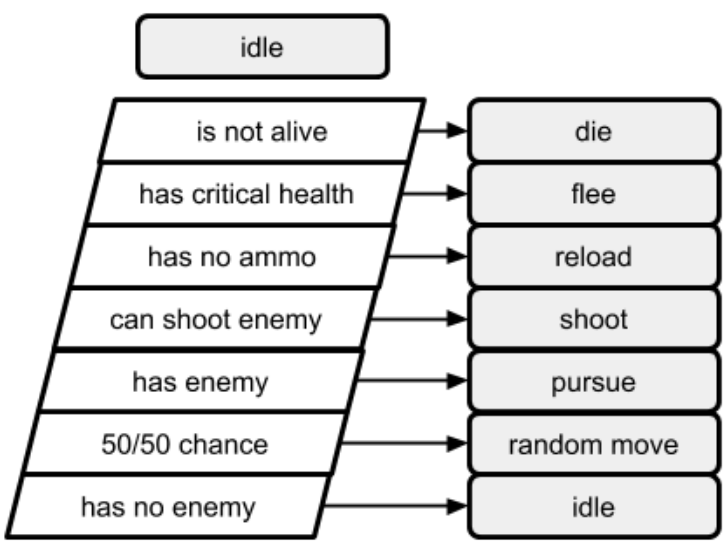 idle
is not alive
die
has critical health
flee
has no ammo
reload
can shoot enemy
shoot
has enemy
pursue
50/50 chance
random move
has no enemy
idle